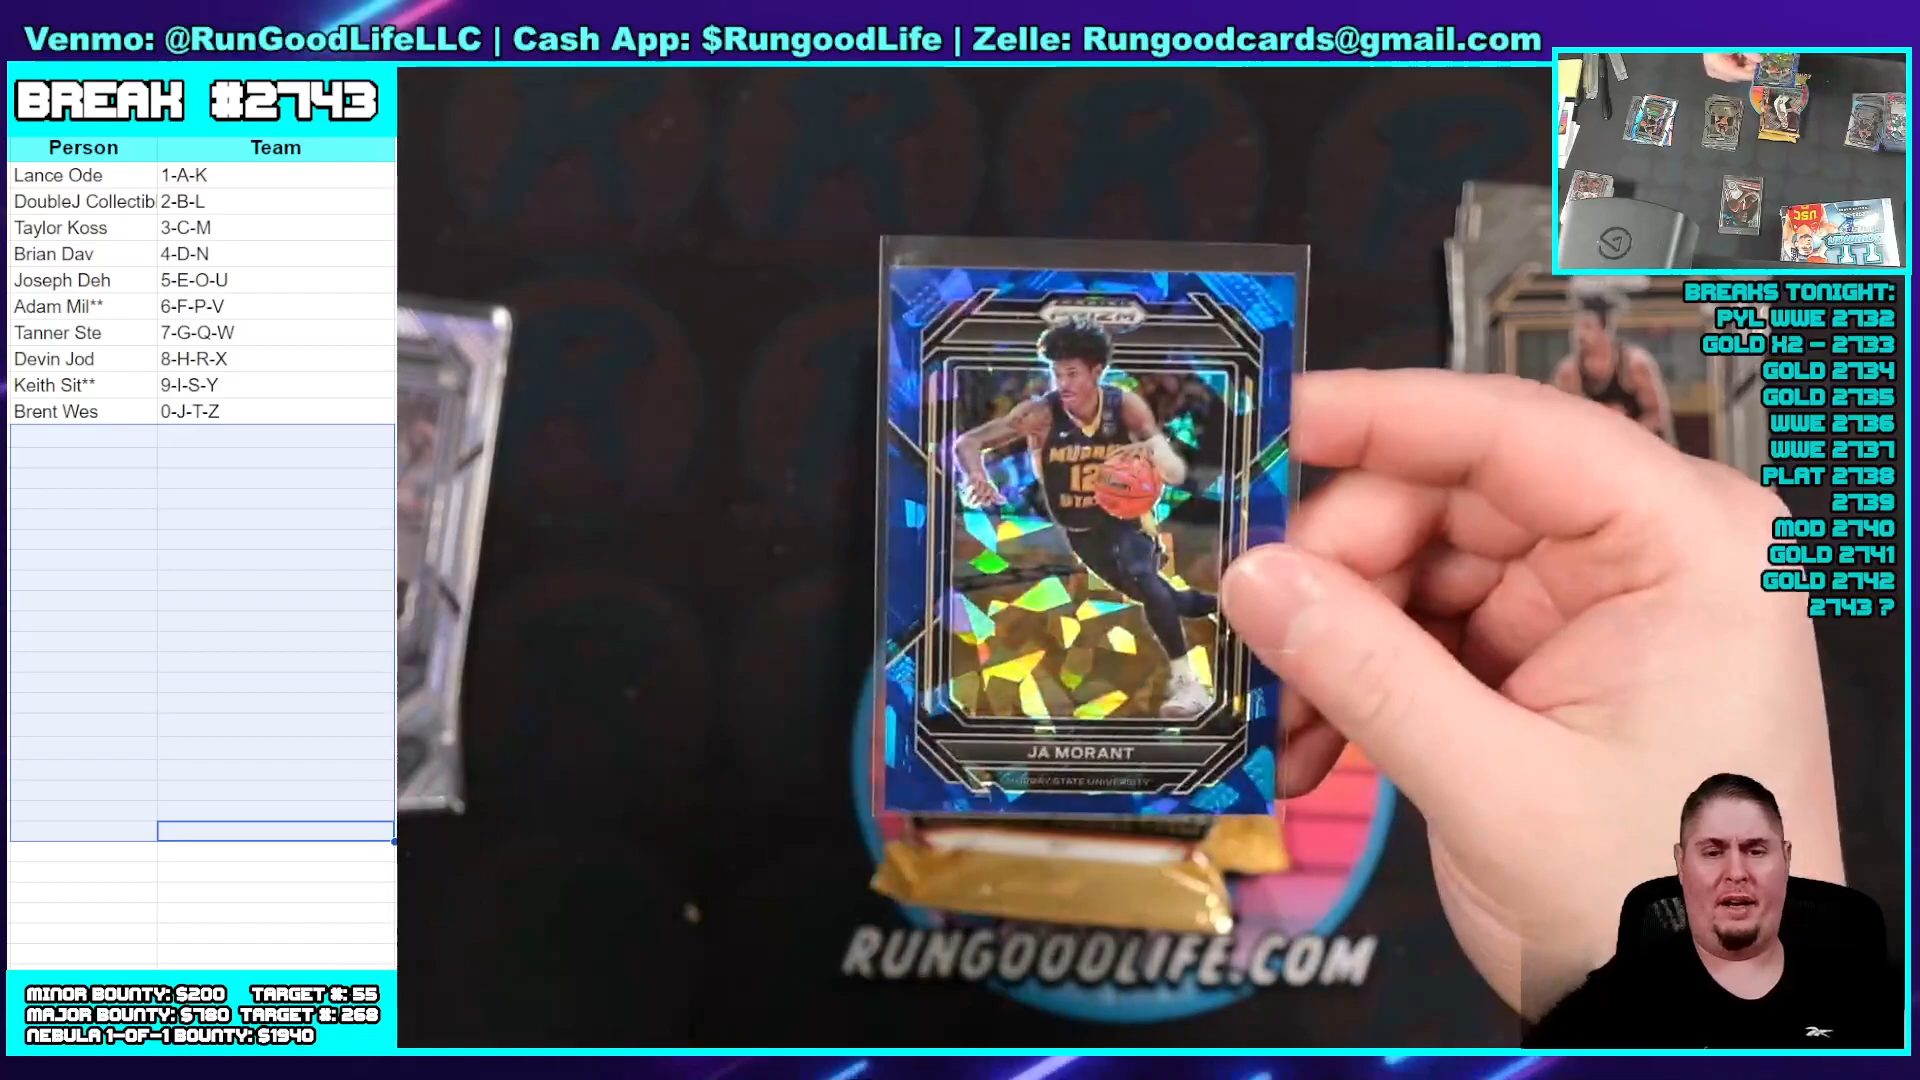 Venmo: @RunGoodLifeLLC | Cash App: $RungoodLife | Zelle: Rungoodcards@gmail.com
BREAK #2743
Person Team
Lance Ode 1-A-K
DoubleJ Collectib 2-B-L
Taylor Koss 3-C-M
Brian Dav 4-D-N
Joseph Deh 5-E-O-U
Adam Mil** 6-F-P-V
Tanner Ste 7-G-Q-W
Devin Jod 8-H-R-X
Keith Sit** 9-I-S-Y
Brent Wes 0-J-T-Z
MINOR BOUNTY: $200 TARGET #: 55
MAJOR BOUNTY: $780 TARGET #: 268
NEBULA 1-OF-1 BOUNTY: $1940
PRIZM
MURRAY
12
STATE
JA MORANT
MURRAY STATE UNIVERSITY
RUNGOODLIFE.COM
USC
BREAKS TONIGHT:
PYL WWE 2732
GOLD X2 - 2733
GOLD 2734
GOLD 2735
WWE 2736
WWE 2737
PLAT 2738
2739
MOD 2740
GOLD 2741
GOLD 2742
2743 ?